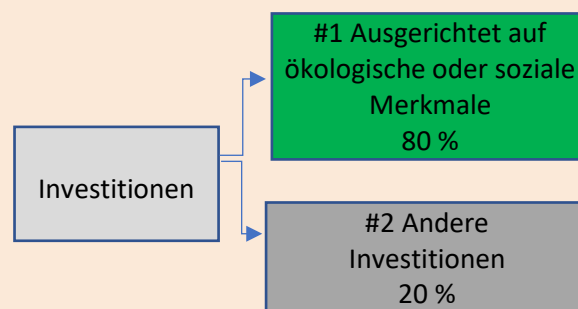 #1 Ausgerichtet auf
ökologische oder soziale
Merkmale
80 %
Investitionen
#2 Andere
Investitionen
20 %